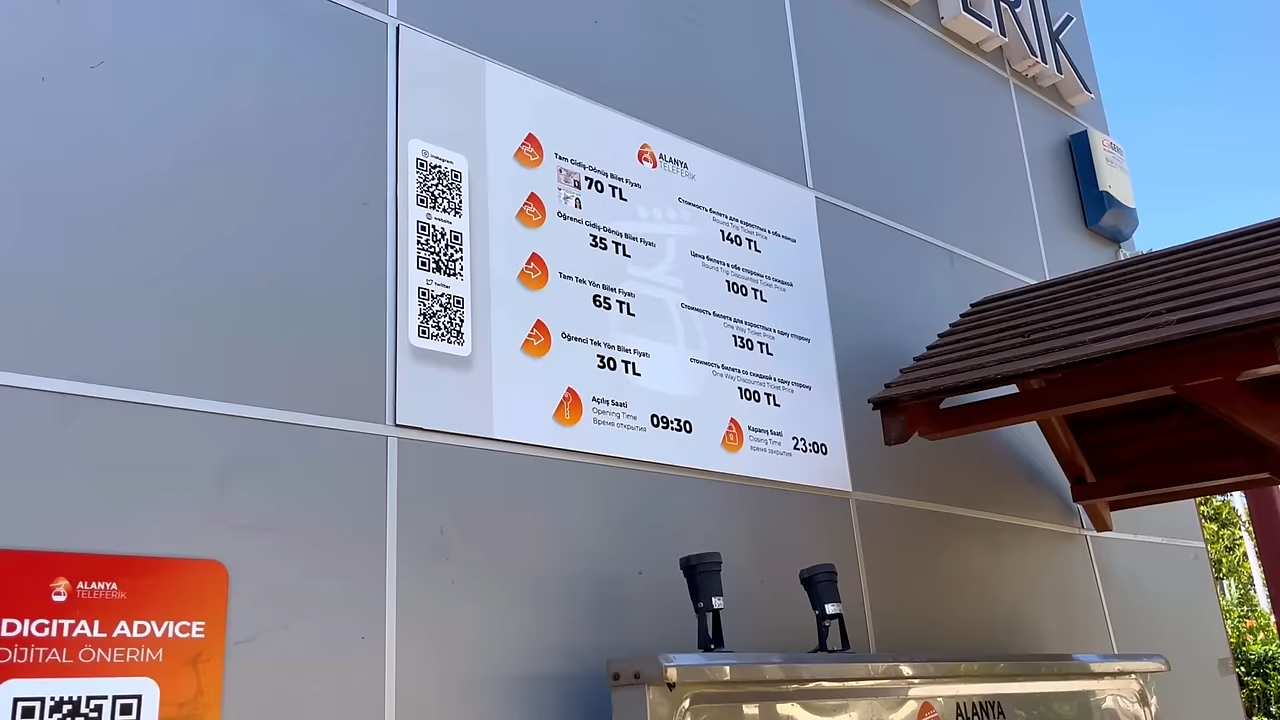 ERİK
Instagram
website
twitter
ALANYA
TELEFERİK
Tam Gidiş-Dönüş Bilet Fiyatı
70 TL
Öğrenci Gidiş-Dönüş Bilet Fiyatı
35 TL
Tam Tek Yön Bilet Fiyatı
65 TL
Öğrenci Tek Yön Bilet Fiyatı
30 TL
Стоимость билета для взрослых в оба конца
Round Trip Ticket Price
140 TL
Цена билета в обе стороны со скидкой
Round Trip Discounted Ticket Price
100 TL
Стоимость билета для взрослых в одну сторону
One Way Ticket Price
130 TL
стоимость билета со скидкой в одну сторону
One Way Discounted Ticket Price
100 TL
Açılış Saati
Opening Time
Время открытия
09:30
Kapanış Saati
Closing Time
время закрытия
23:00
ALANYA
TELEFERİK
DIGITAL ADVICE
DİJİTAL ÖNERİM
ALANYA